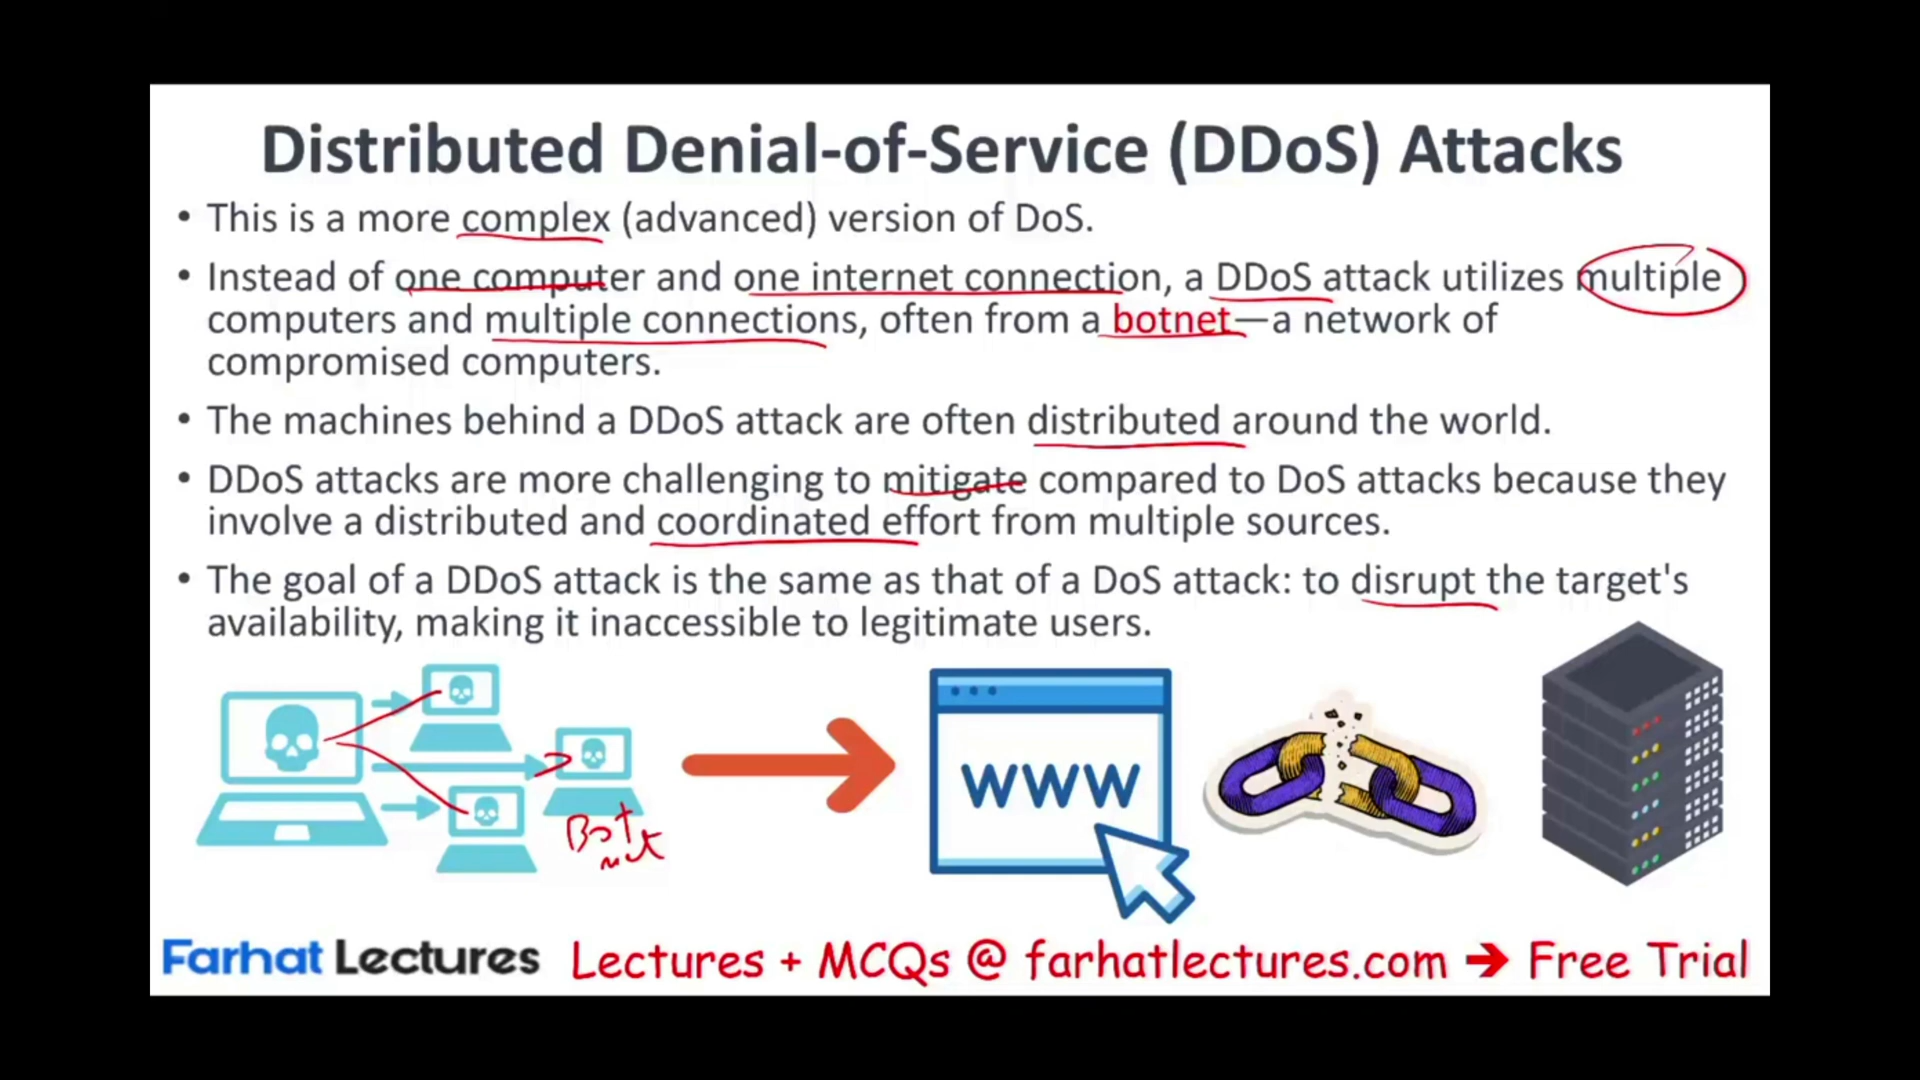 Distributed Denial-of-Service (DDoS) Attacks
• This is a more complex (advanced) version of DoS.
• Instead of one computer and one internet connection, a DDoS attack utilizes multiple
computers and multiple connections, often from a botnet—a network of
compromised computers.
• The machines behind a DDoS attack are often distributed around the world.
• DDoS attacks are more challenging to mitigate compared to DoS attacks because they
involve a distributed and coordinated effort from multiple sources.
• The goal of a DDoS attack is the same as that of a DoS attack: to disrupt the target's
availability, making it inaccessible to legitimate users.
WWW
Bot
net
Farhat Lectures Lectures + MCQs @ farhatlectures.com ➔ Free Trial